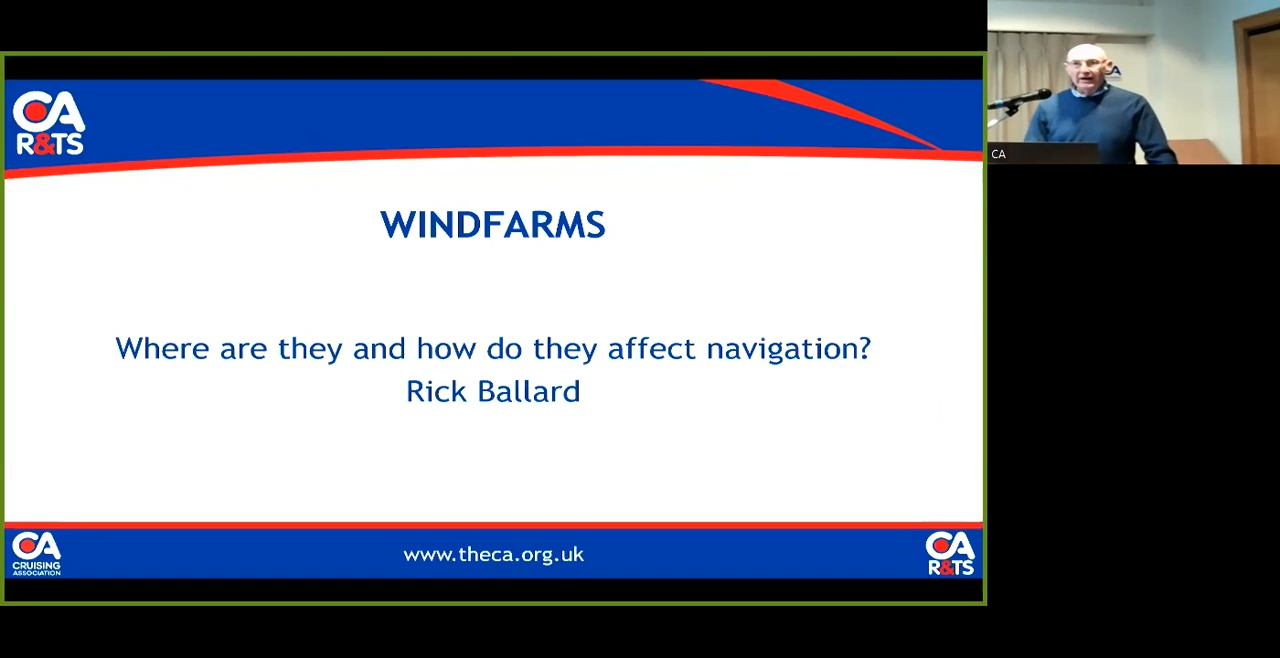 CA
R&TS
WINDFARMS
Where are they and how do they affect navigation?
Rick Ballard
CA
CRUISING
ASSOCIATION
www.theca.org.uk
CA
R&TS
CA
CA